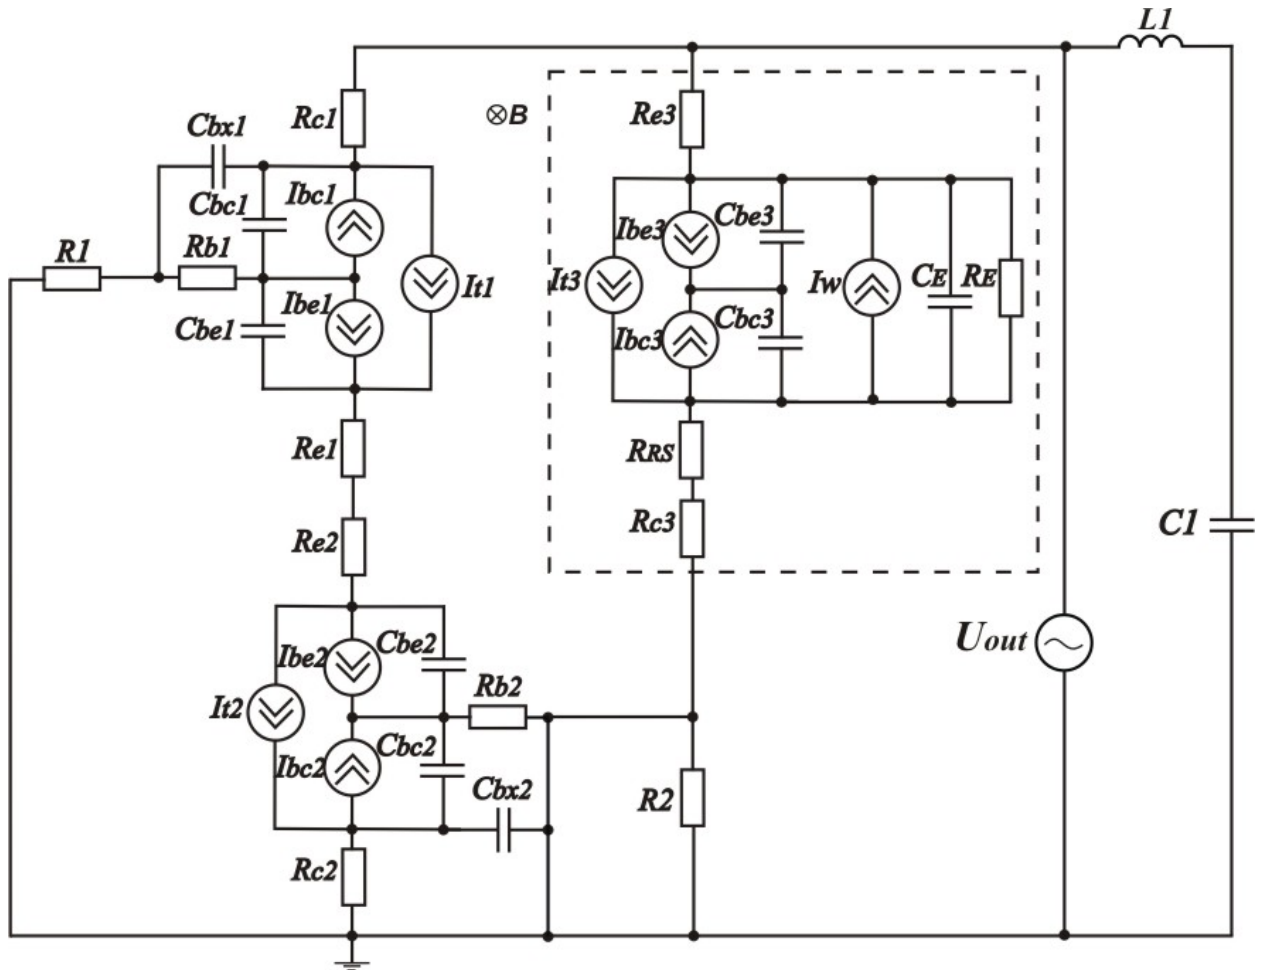 L1
Rc1
⊗B
Re3
Cbx1
Ibc1
Cbc1
Ibe3
Cbe3
R1
Rb1
It1
It3
Iw
CE
RE
Ibe1
Cbe1
Ibc3
Cbc3
Re1
RRS
Rc3
Re2
C1
Uout
Ibe2
Cbe2
Rb2
It2
Ibc2
Cbc2
Cbx2
R2
Rc2